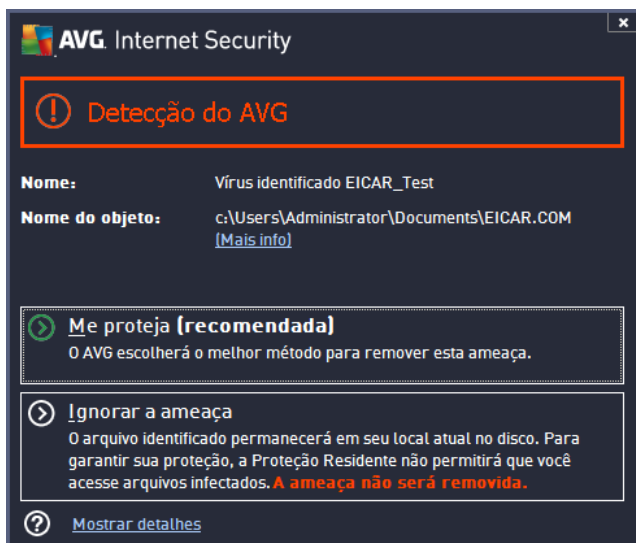 AVG. Internet Security
Detecção do AVG
Nome: Vírus identificado EICAR_Test
Nome do objeto: c:\Users\Administrator\Documents\EICAR.COM
(Mais info)
Me proteja (recomendada)
O AVG escolherá o melhor método para remover esta ameaça.
Ignorar a ameaça
O arquivo identificado permanecerá em seu local atual no disco. Para
garantir sua proteção, a Proteção Residente não permitirá que você
acesse arquivos infectados. A ameaça não será removida.
Mostrar detalhes